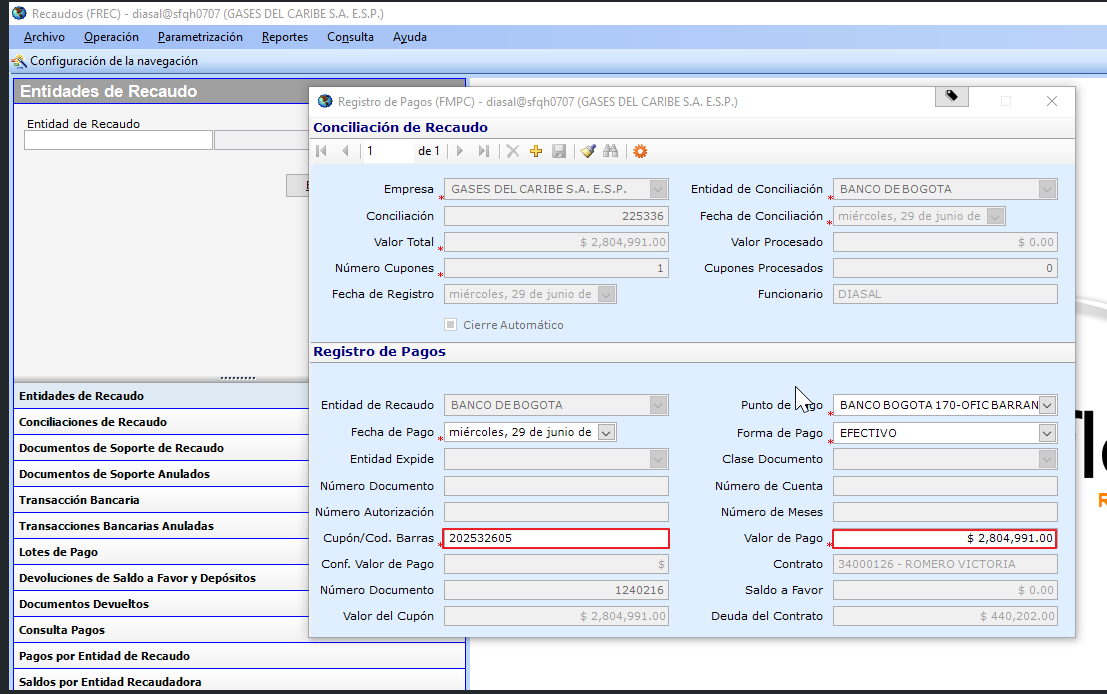 Recaudos (FREC) - diasal@sfqh0707 (GASES DEL CARIBE S.A. E.S.P.)
Archivo Operación Parametrización Reportes Consulta Ayuda
Configuración de la navegación
Entidades de Recaudo
Entidad de Recaudo
Registro de Pagos (FMPC) - diasal@sfqh0707 (GASES DEL CARIBE S.A. E.S.P.)
Conciliación de Recaudo
1 de 1
Empresa GASES DEL CARIBE S.A. E.S.P. Entidad de Conciliación BANCO DE BOGOTA
Conciliación 225336 Fecha de Conciliación miércoles, 29 de junio de
Valor Total $ 2,804,991.00 Valor Procesado $ 0.00
Número Cupones 1 Cupones Procesados 0
Fecha de Registro miércoles, 29 de junio de Funcionario DIASAL
Cierre Automático
Registro de Pagos
Entidad de Recaudo BANCO DE BOGOTA Punto de Pago BANCO BOGOTA 170-OFIC BARRAN
Fecha de Pago miércoles, 29 de junio de Forma de Pago EFECTIVO
Entidad Expide Clase Documento
Número Documento Número de Cuenta
Número Autorización Número de Meses
Cupón/Cod. Barras 202532605 Valor de Pago $ 2,804,991.00
Conf. Valor de Pago $ Contrato 34000126 - ROMERO VICTORIA
Número Documento 1240216 Saldo a Favor $ 0.00
Valor del Cupón $ 2,804,991.00 Deuda del Contrato $ 440,202.00
Entidades de Recaudo
Conciliaciones de Recaudo
Documentos de Soporte de Recaudo
Documentos de Soporte Anulados
Transacción Bancaria
Transacciones Bancarias Anuladas
Lotes de Pago
Devoluciones de Saldo a Favor y Depósitos
Documentos Devueltos
Consulta Pagos
Pagos por Entidad de Recaudo
Saldos por Entidad Recaudadora